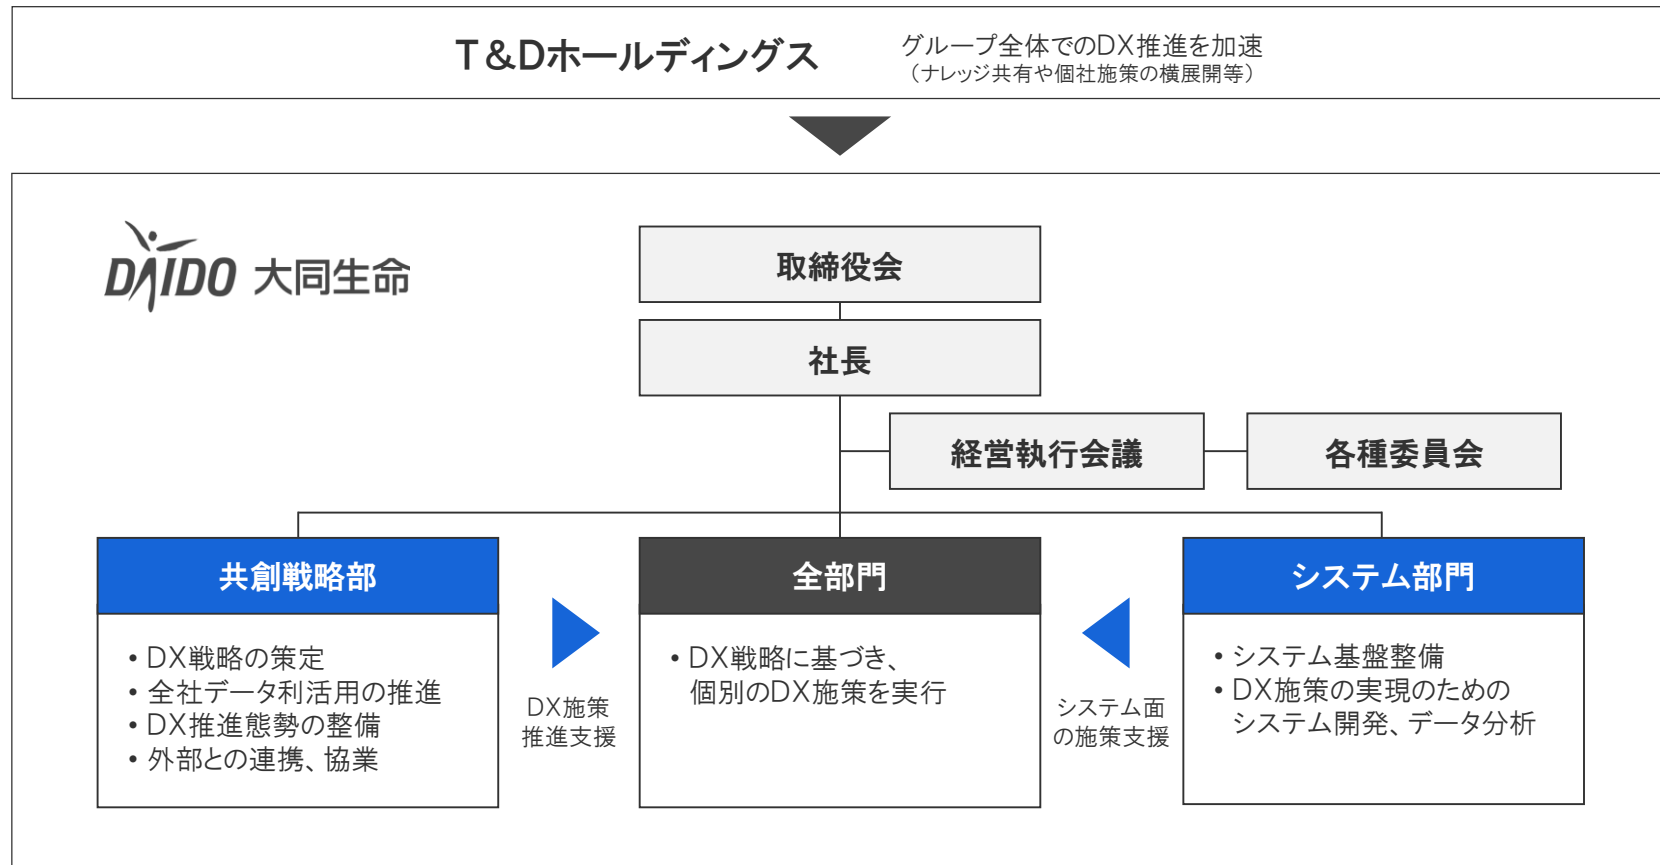 T&Dホールディングス
グループ全体でのDX推進を加速
（ナレッジ共有や個社施策の横展開等）
DAIDO 大同生命
取締役会
社長
経営執行会議
各種委員会
共創戦略部
• DX戦略の策定
• 全社データ利活用の推進
• DX推進態勢の整備
• 外部との連携、協業
DX施策
推進支援
全部門
• DX戦略に基づき、
個別のDX施策を実行
システム面
の施策支援
システム部門
• システム基盤整備
• DX施策の実現のための
システム開発、データ分析